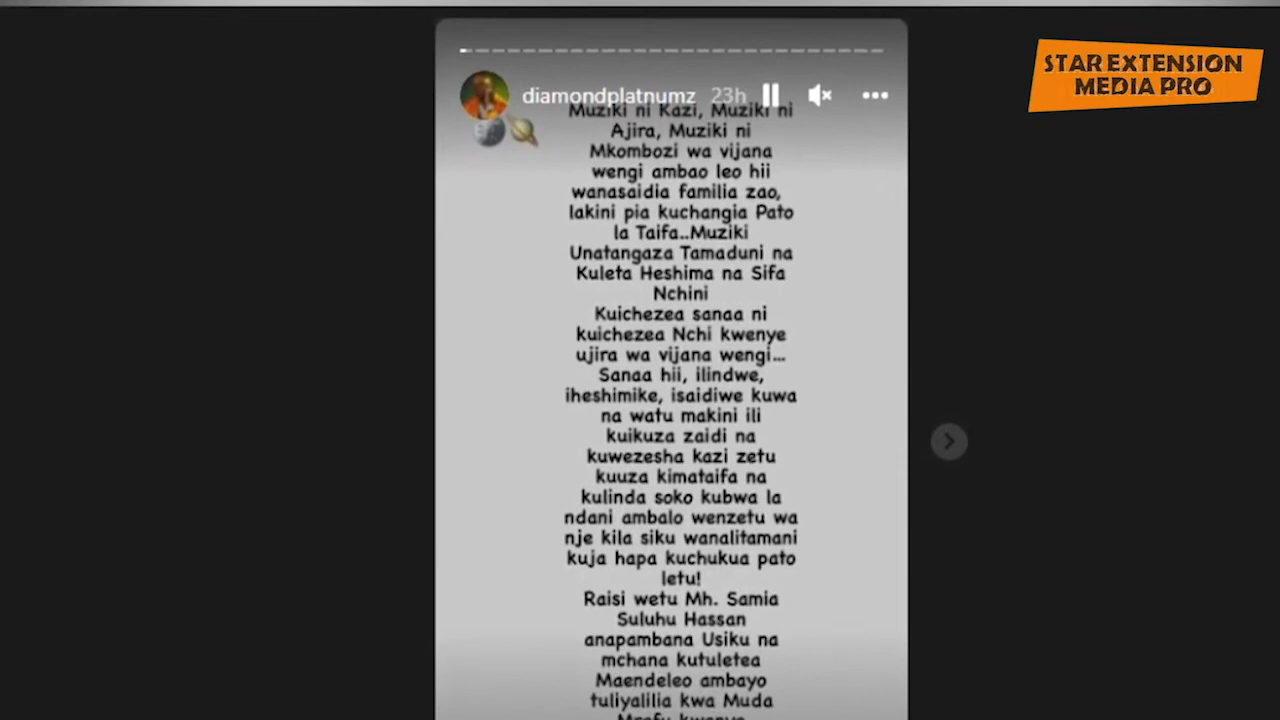 STAR EXTENSION
MEDIA PRO
diamondplatnumz 23h
Muziki ni Kazi, Muziki ni
Ajira, Muziki ni
Mkombozi wa vijana
wengi ambao leo hii
wanasaidia familia zao,
lakini pia kuchangia Pato
la Taifa..Muziki
Unatangaza Tamaduni na
Kuleta Heshima na Sifa
Nchini
Kuichezea sanaa ni
kuichezea Nchi kwenye
ujira wa vijana wengi...
Sanaa hii, ilindwe,
iheshimike, isaidiwe kuwa
na watu makini ili
kuikuza zaidi na
kuwezesha kazi zetu
kuuza kimataifa na
kulinda soko kubwa la
ndani ambalo wenzetu wa
nje kila siku wanalitamani
kuja hapa kuchukua pato
letu!
Raisi wetu Mh. Samia
Suluhu Hassan
anapambana Usiku na
mchana kutuletea
Maendeleo ambayo
tuliyalilia kwa Muda
Mrefu kwenye